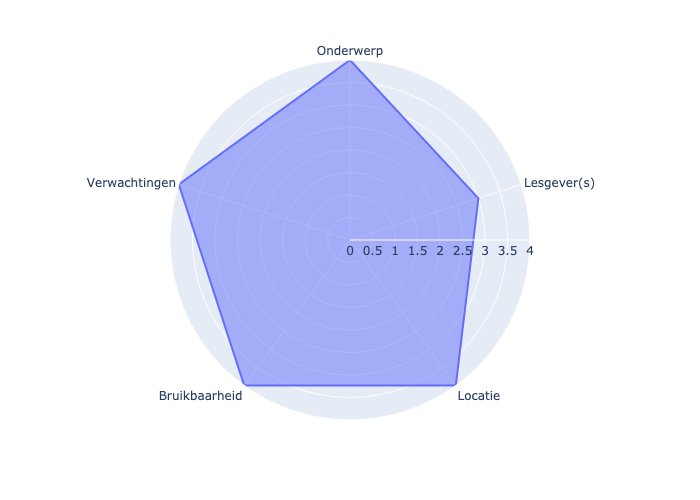 Onderwerp
Verwachtingen
Lesgever(s)
0 0.5 1 1.5 2 2.5 3 3.5 4
Bruikbaarheid
Locatie